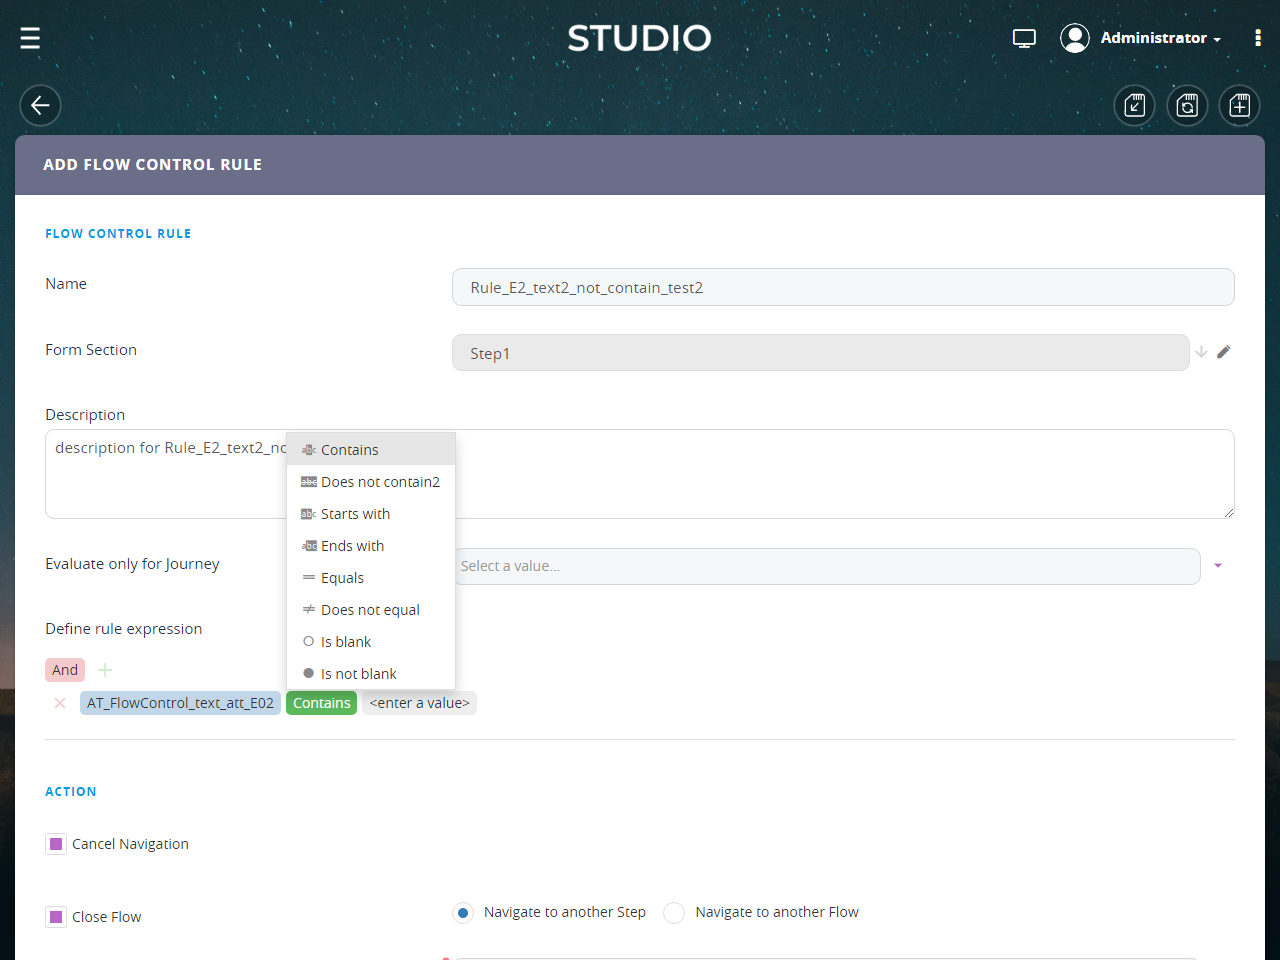 STUDIO
Administrator
ADD FLOW CONTROL RULE
FLOW CONTROL RULE
Name
Rule_E2_text2_not_contain_test2
Form Section
Step1
Description
description for Rule_E2_text2_no
Contains
Does not contain2
Starts with
Ends with
Equals
Does not equal
Is blank
Is not blank
Evaluate only for Journey
Select a value...
Define rule expression
And
AT_FlowControl_text_att_E02 Contains <enter a value>
ACTION
Cancel Navigation
Close Flow
Navigate to another Step
Navigate to another Flow